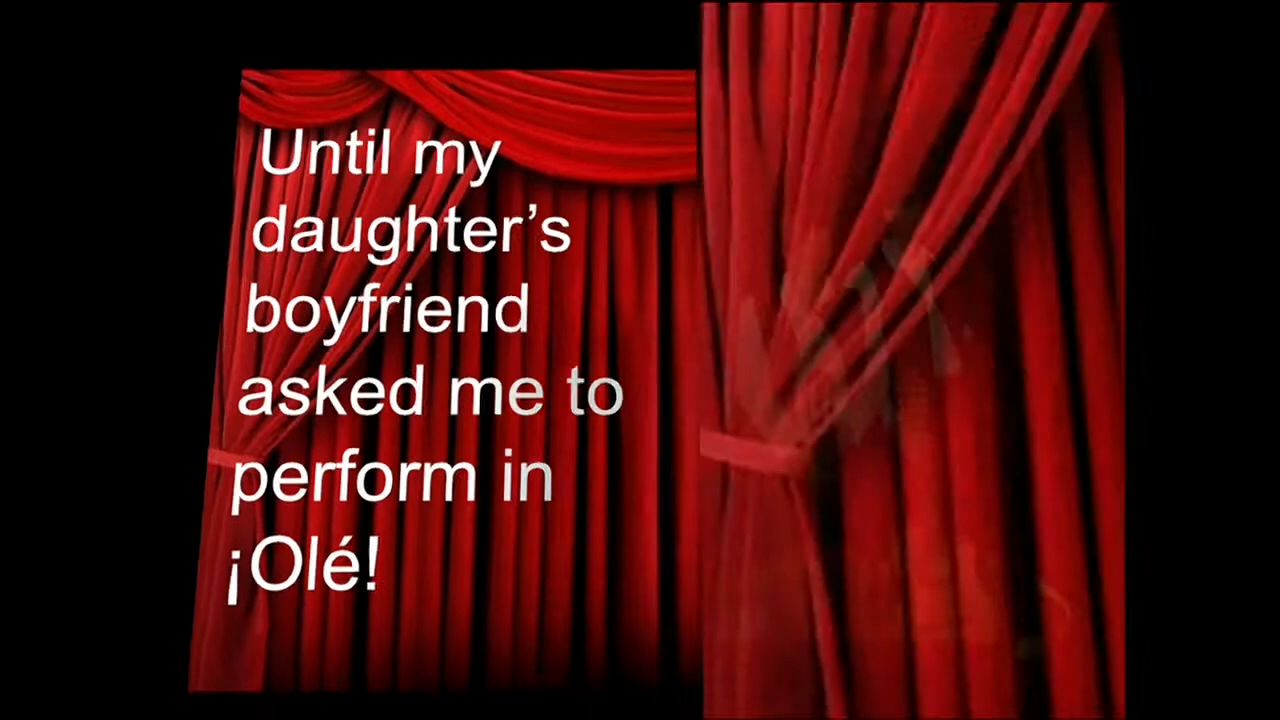 Until my
daughter’s
boyfriend
asked me to
perform in
¡Olé!